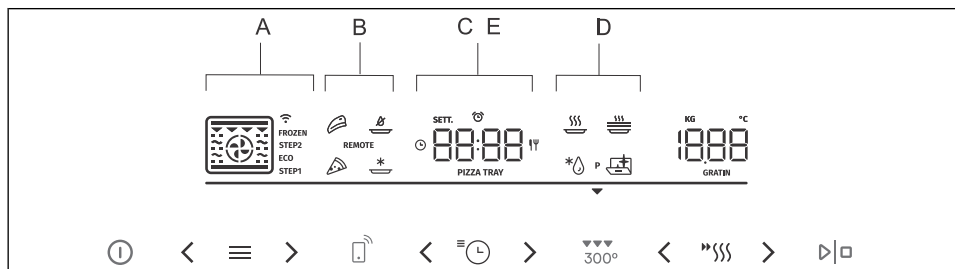 A B C E D
SETT. KG °C
FROZEN
STEP2 REMOTE 88:88 1888
ECO
STEP1 PIZZA TRAY P GRATIN
300°